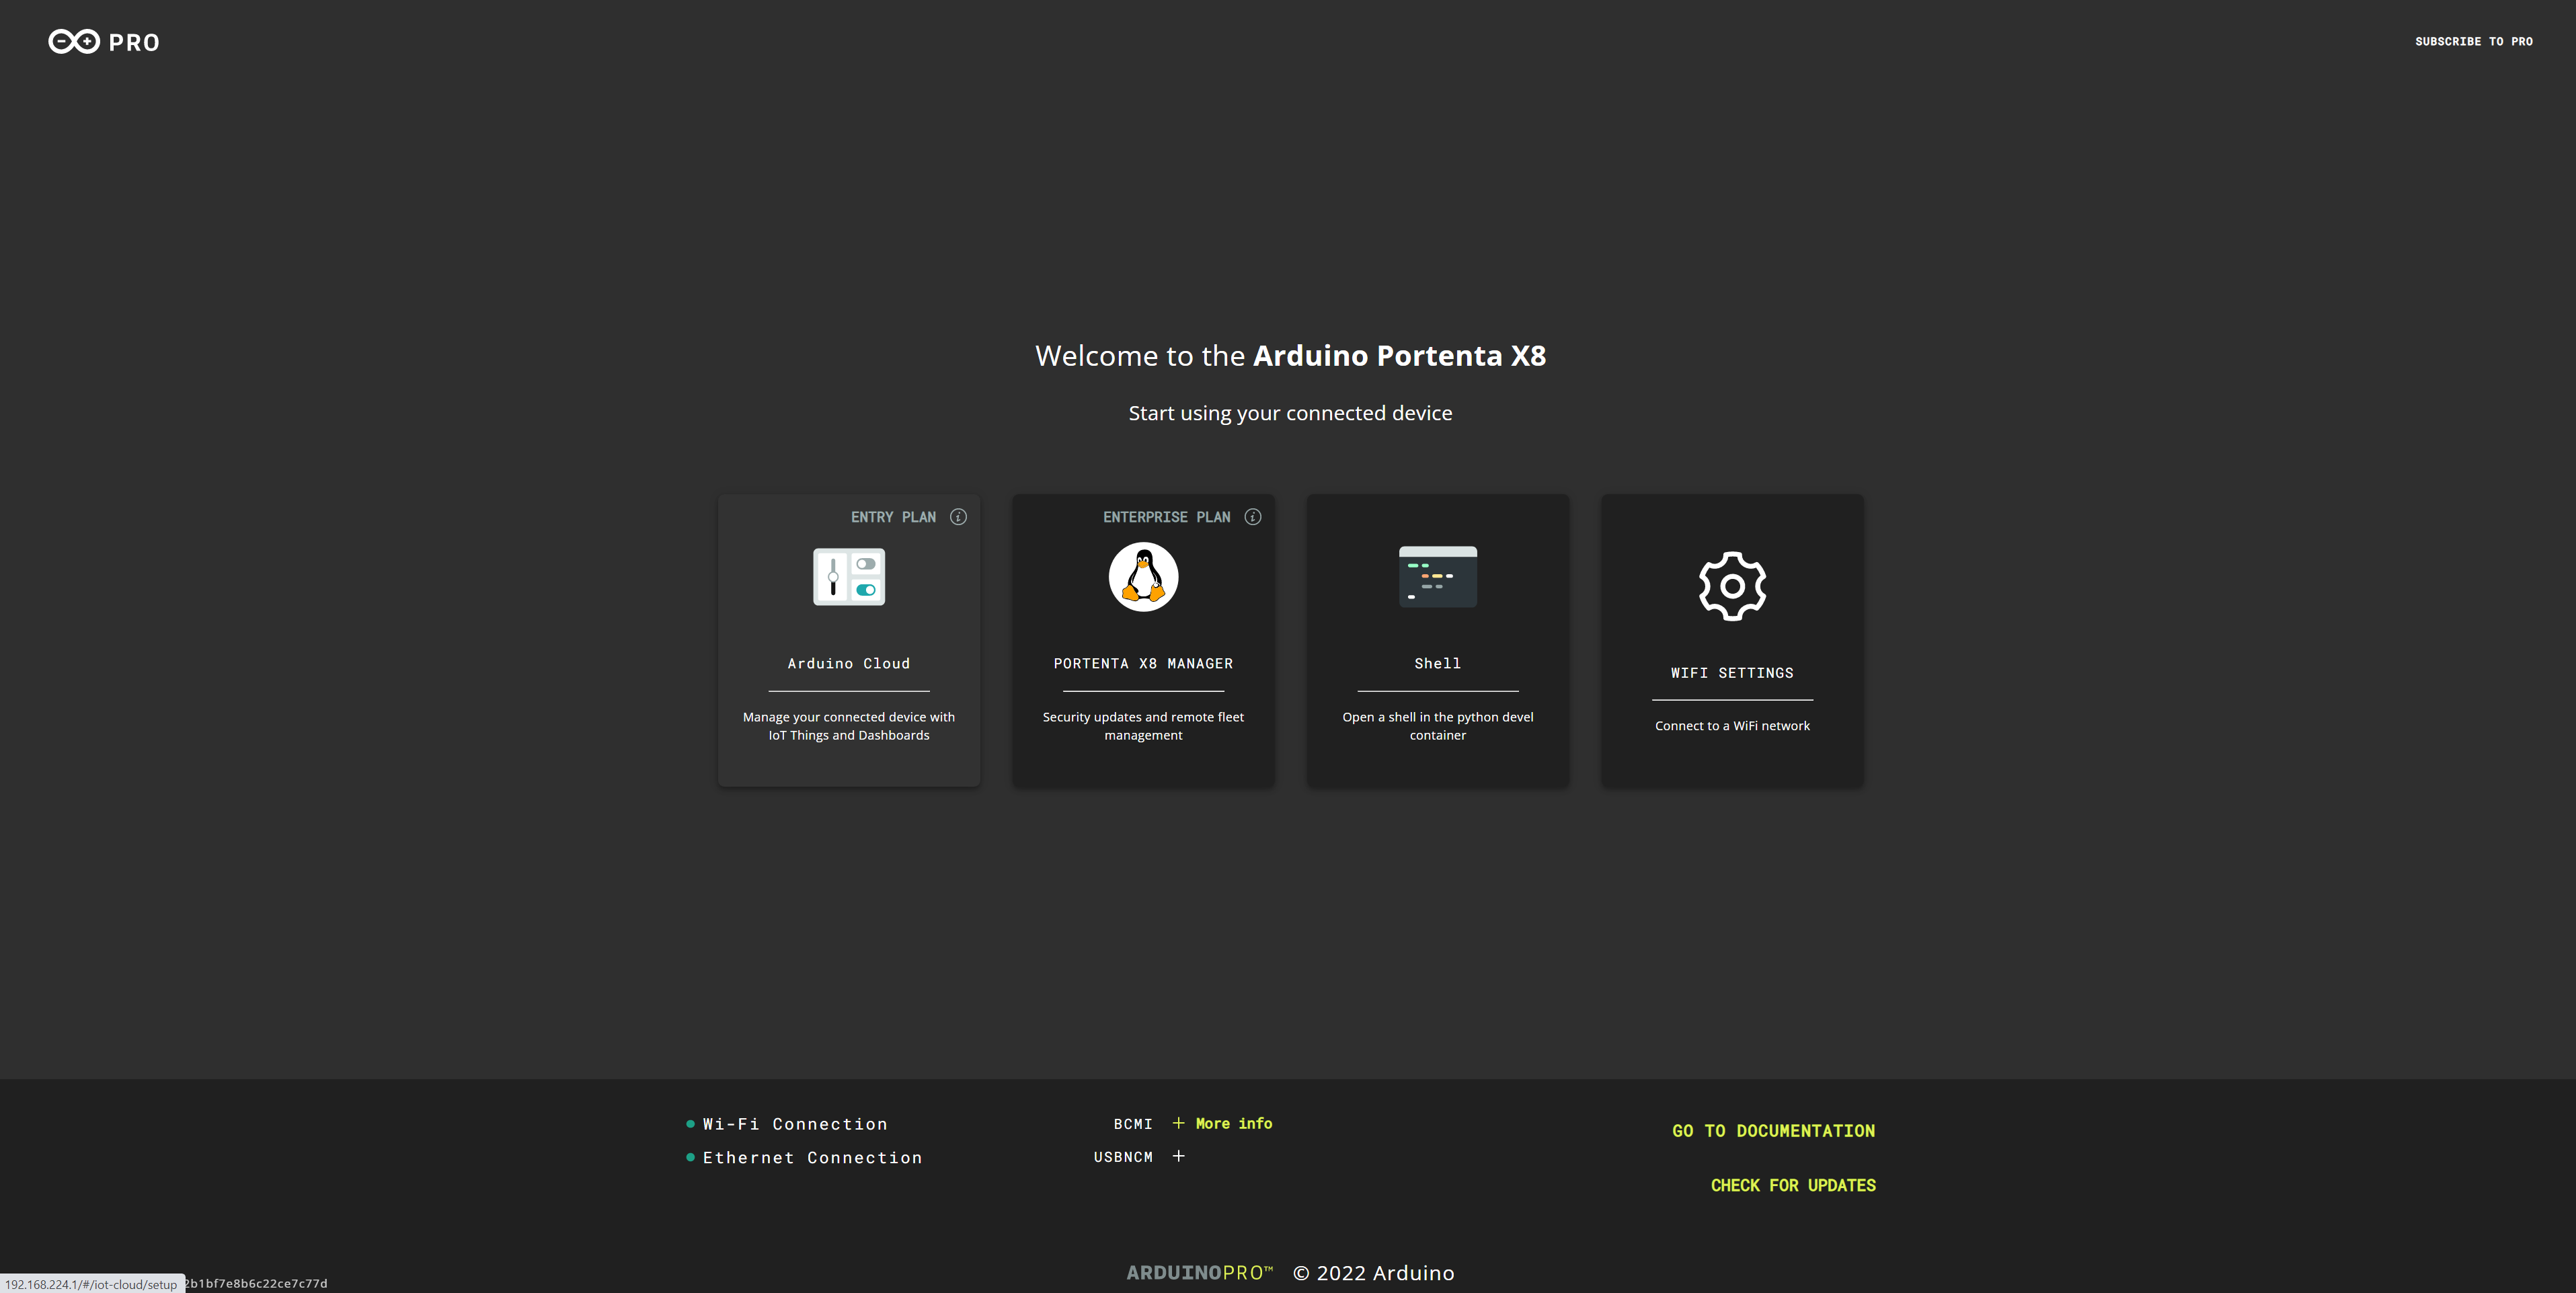 PRO
SUBSCRIBE TO PRO
Welcome to the Arduino Portenta X8
Start using your connected device
ENTRY PLAN
Arduino Cloud
Manage your connected device with
IoT Things and Dashboards
ENTERPRISE PLAN
PORTENTA X8 MANAGER
Security updates and remote fleet
management
Shell
Open a shell in the python devel
container
WIFI SETTINGS
Connect to a WiFi network
Wi-Fi Connection
Ethernet Connection
BCMI + More info
USBNCM +
GO TO DOCUMENTATION
CHECK FOR UPDATES
ARDUINOPRO™ © 2022 Arduino
192.168.224.1/#/iot-cloud/setup 2b1bf7e8b6c22ce7c77d